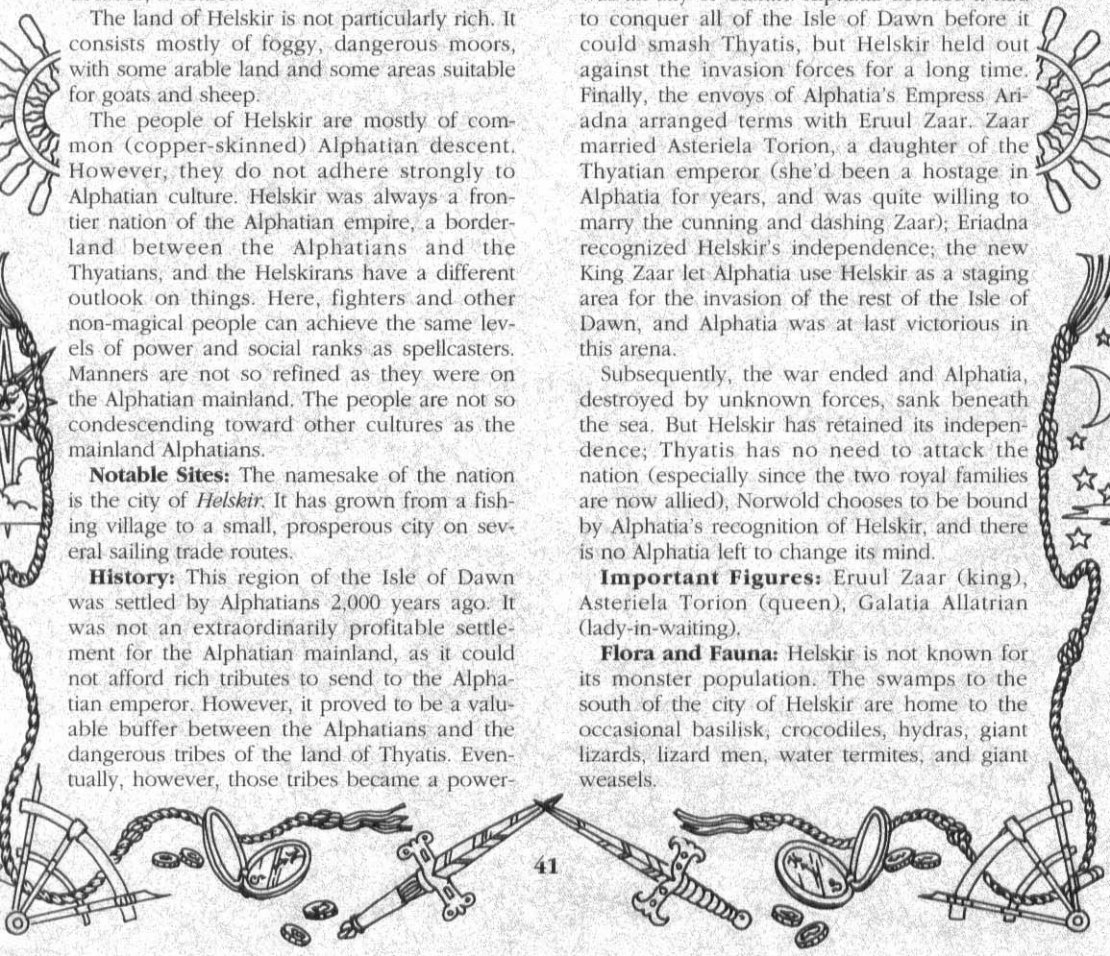 The land of Helskir is not particularly rich. It
consists mostly of foggy, dangerous moors,
with some arable land and some areas suitable
for goats and sheep.
The people of Helskir are mostly of com-
mon (copper-skinned) Alphatian descent.
However, they do not adhere strongly to
Alphatian culture. Helskir was always a fron-
tier nation of the Alphatian empire, a border-
land between the Alphatians and the
Thyatians, and the Helskirans have a different
outlook on things. Here, fighters and other
non-magical people can achieve the same lev-
els of power and social ranks as spellcasters.
Manners are not so refined as they were on
the Alphatian mainland. The people are not so
condescending toward other cultures as the
mainland Alphatians.
Notable Sites: The namesake of the nation
is the city of Helskir. It has grown from a fish-
ing village to a small, prosperous city on sev-
eral sailing trade routes.
History: This region of the Isle of Dawn
was settled by Alphatians 2,000 years ago. It
was not an extraordinarily profitable settle-
ment for the Alphatian mainland, as it could
not afford rich tributes to send to the Alpha-
tian emperor. However, it proved to be a valu-
able buffer between the Alphatians and the
dangerous tribes of the land of Thyatis. Even-
tually, however, those tribes became a power-
to conquer all of the Isle of Dawn before it
could smash Thyatis, but Helskir held out
against the invasion forces for a long time.
Finally, the envoys of Alphatia's Empress Ari-
adna arranged terms with Eruul Zaar. Zaar
married Asteriela Torion, a daughter of the
Thyatian emperor (she'd been a hostage in
Alphatia for years, and was quite willing to
marry the cunning and dashing Zaar); Eriadna
recognized Helskir's independence; the new
King Zaar let Alphatia use Helskir as a staging
area for the invasion of the rest of the Isle of
Dawn, and Alphatia was at last victorious in
this arena.
Subsequently, the war ended and Alphatia,
destroyed by unknown forces, sank beneath
the sea. But Helskir has retained its indepen-
dence; Thyatis has no need to attack the
nation (especially since the two royal families
are now allied), Norwold chooses to be bound
by Alphatia's recognition of Helskir, and there
is no Alphatia left to change its mind.
Important Figures: Eruul Zaar (king),
Asteriela Torion (queen), Galatia Allatrian
(lady-in-waiting).
Flora and Fauna: Helskir is not known for
its monster population. The swamps to the
south of the city of Helskir are home to the
occasional basilisk, crocodiles, hydras, giant
lizards, lizard men, water termites, and giant
weasels.
41